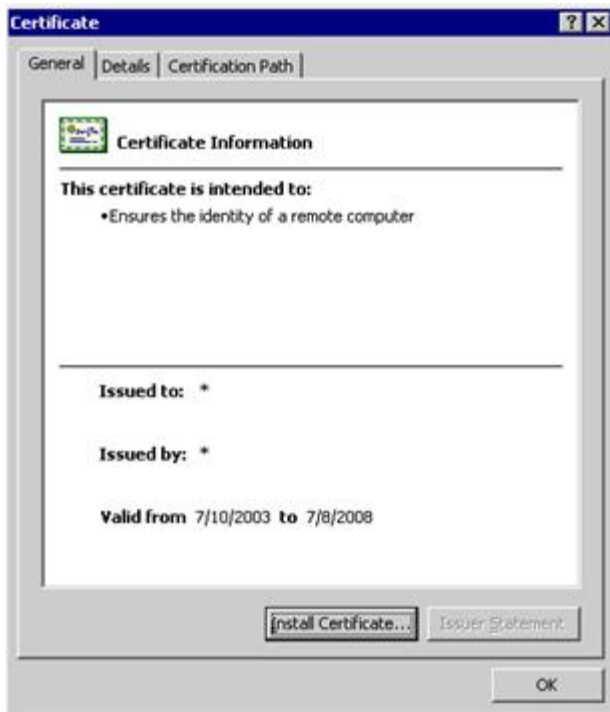 Certificate
General Details Certification Path
Certificate Information
This certificate is intended to:
•Ensures the identity of a remote computer
Issued to: *
Issued by: *
Valid from 7/10/2003 to 7/8/2008
Install Certificate... Issuer Statement
OK